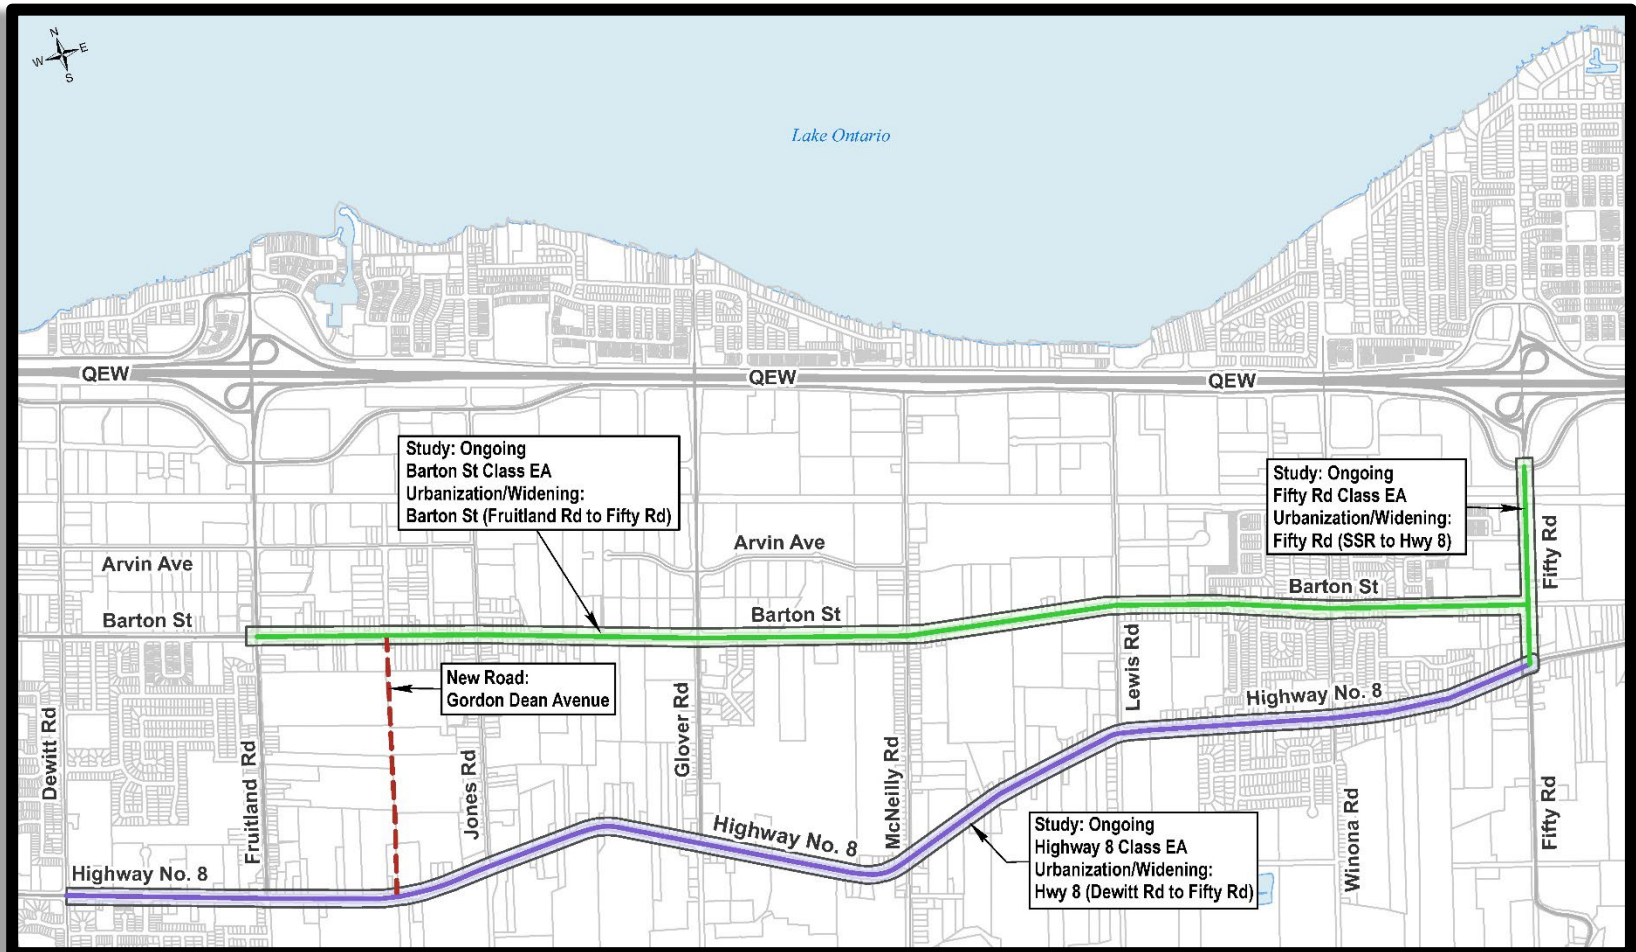 N
W E
S
Lake Ontario
QEW
QEW
QEW
Study: Ongoing
Barton St Class EA
Urbanization/Widening:
Barton St (Fruitland Rd to Fifty Rd)
Study: Ongoing
Fifty Rd Class EA
Urbanization/Widening:
Fifty Rd (SSR to Hwy 8)
Fifty Rd
Arvin Ave
Arvin Ave
Barton St
Barton St
Barton St
New Road:
Gordon Dean Avenue
Lewis Rd
Highway No. 8
Dewitt Rd
Fruitland Rd
Jones Rd
Glover Rd
McNeilly Rd
Highway No. 8
Study: Ongoing
Highway 8 Class EA
Urbanization/Widening:
Hwy 8 (Dewitt Rd to Fifty Rd)
Winona Rd
Fifty Rd
Highway No. 8